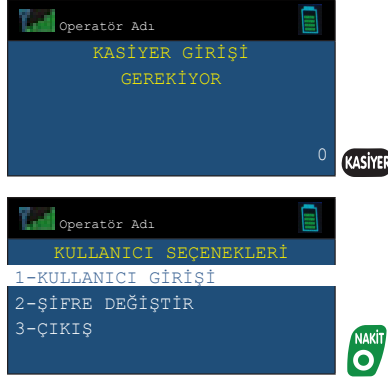 Operatör Adı
KASİYER GİRİŞİ
GEREKİYOR
0
KASİYER
Operatör Adı
KULLANICI SEÇENEKLERİ
1-KULLANICI GİRİŞİ
2-ŞİFRE DEĞİŞTİR
3-ÇIKIŞ
NAKİT